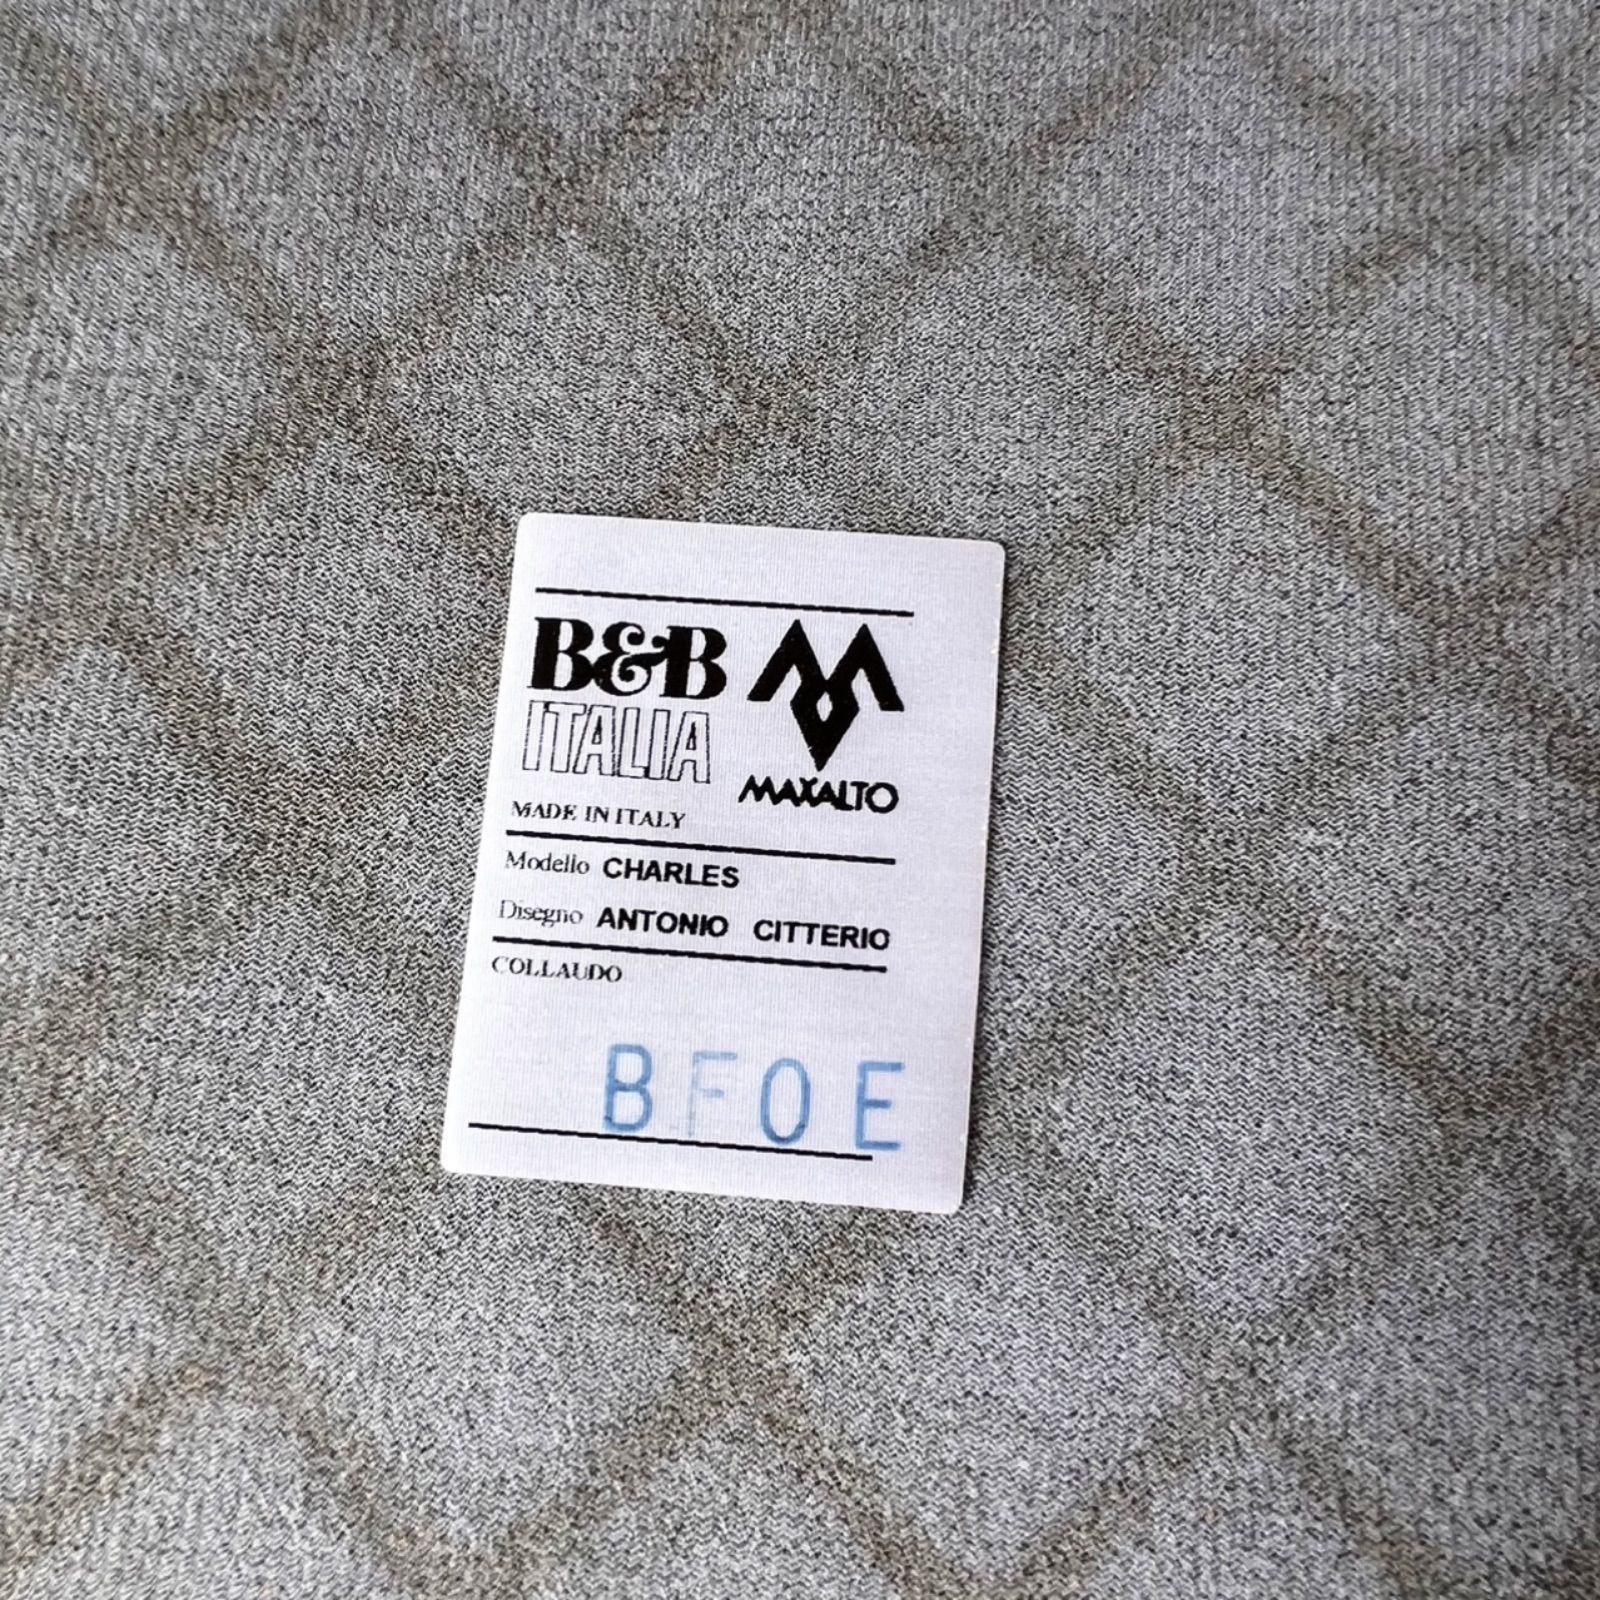 B&B
ITALIA
MAXALTO
MADE IN ITALY
Modello CHARLES
Disegno ANTONIO CITTERIO
COLLAUDO
BFOE